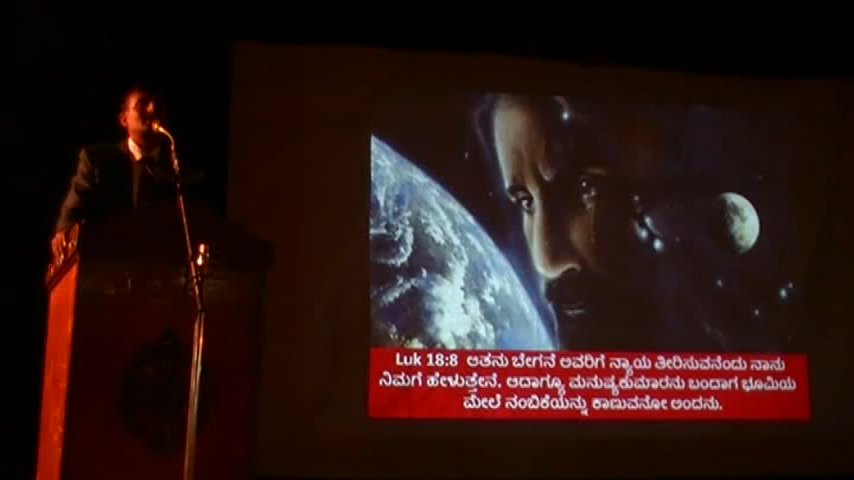 Luk 18:8 ಆತನು ಬೇಗನೆ ಅವರಿಗೆ ನ್ಯಾಯ ತೀರಿಸುವನೆಂದು ನಾನು
ನಿಮಗೆ ಹೇಳುತ್ತೇನೆ. ಆದಾಗ್ಯೂ ಮನುಷ್ಯಕುಮಾರನು ಬಂದಾಗ ಭೂಮಿಯ
ಮೇಲೆ ನಂಬಿಕೆಯನ್ನು ಕಾಣುವನೋ ಅಂದನು.